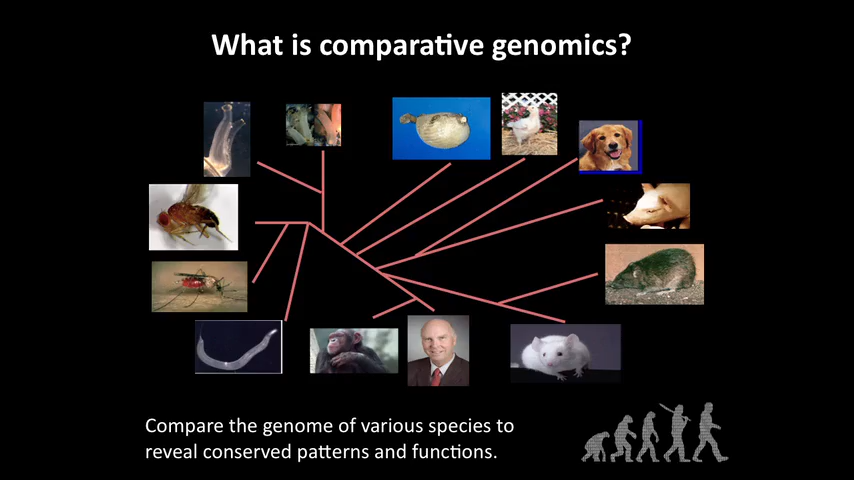 What is comparative genomics?
Compare the genome of various species to
reveal conserved patterns and functions.